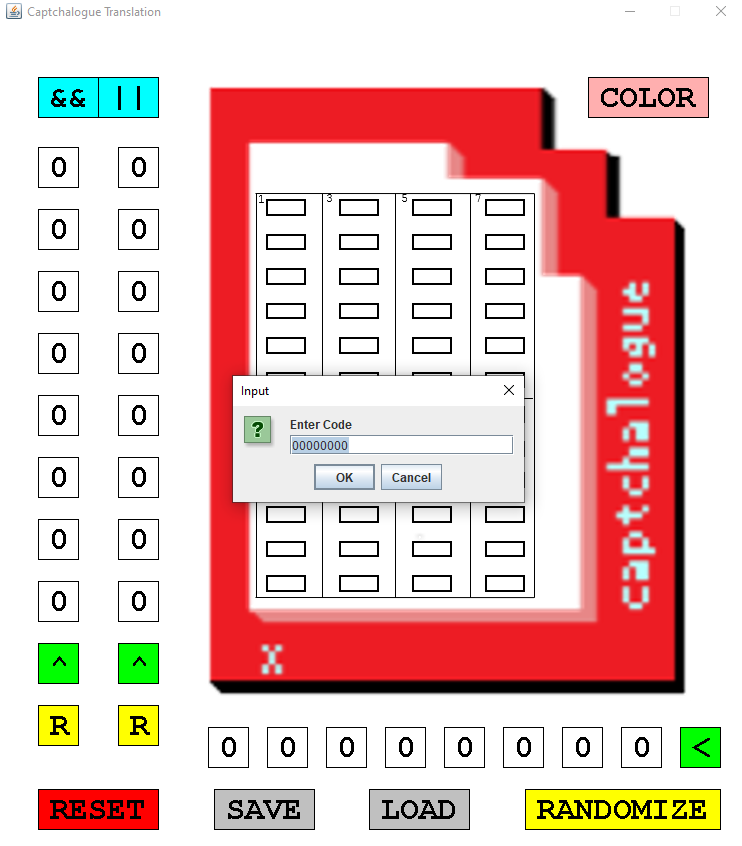 Captchalogue Translation
&& ||
COLOR
0 0
0 0
0 0
0 0
0 0
0 0
0 0
0 0
^ ^
R R
1 3 5 7
captchalogue
Input
?
Enter Code
00000000
OK Cancel
0 0 0 0 0 0 0 0 <
RESET SAVE LOAD RANDOMIZE